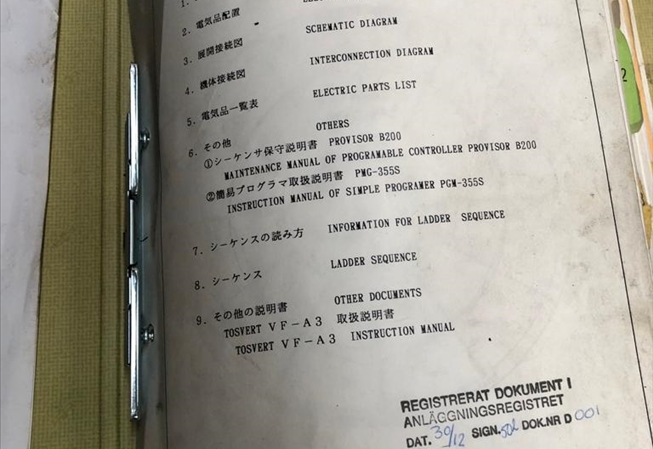 2. 電気品配置
3. 展開接続図 SCHEMATIC DIAGRAM
4. 機体接続図 INTERCONNECTION DIAGRAM
5. 電気品一覧表 ELECTRIC PARTS LIST
6. その他 OTHERS
①シーケンサ保守説明書 PROVISOR B200
MAINTENANCE MANUAL OF PROGRAMABLE CONTROLLER PROVISOR B200
②簡易プログラマ取扱説明書 PMG-355S
INSTRUCTION MANUAL OF SIMPLE PROGRAMER PGM-355S
7. シーケンスの読み方 INFORMATION FOR LADDER SEQUENCE
8. シーケンス LADDER SEQUENCE
9. その他の説明書 OTHER DOCUMENTS
TOSVERT VF-A3 取扱説明書
TOSVERT VF-A3 INSTRUCTION MANUAL
REGISTRERAT DOKUMENT I
ANLÄGGNINGSREGISTRET
DAT. 30/12 SIGN. DOK.NR D 001
2